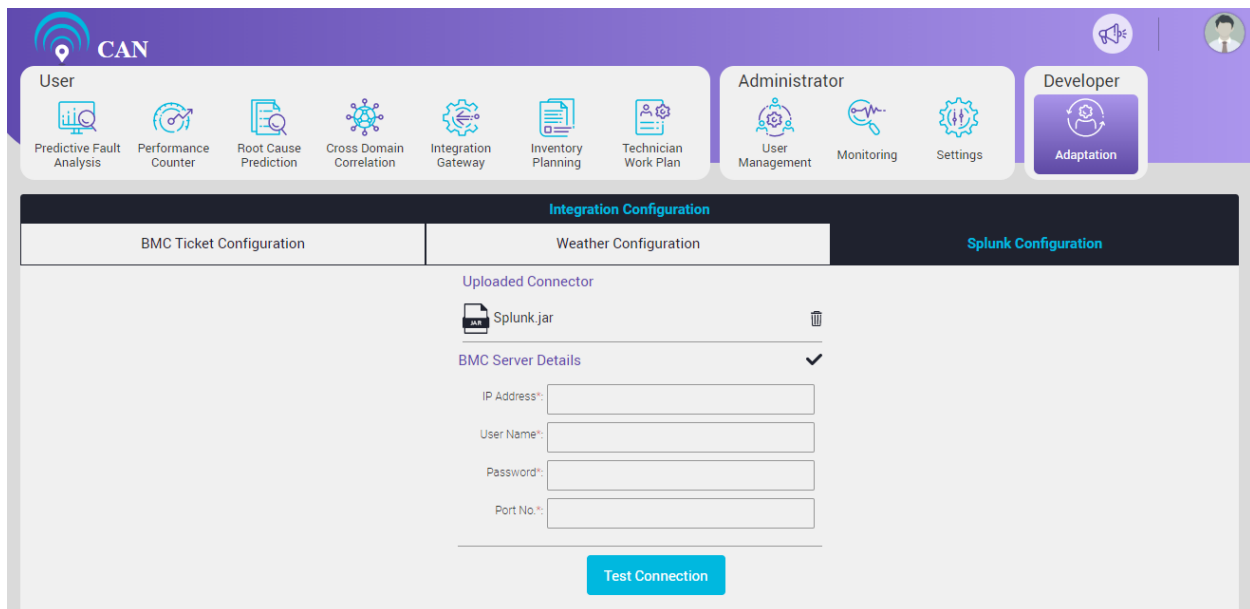 CAN
User
Administrator
Developer
Predictive Fault Analysis
Performance Counter
Root Cause Prediction
Cross Domain Correlation
Integration Gateway
Inventory Planning
Technician Work Plan
User Management
Monitoring
Settings
Adaptation
Integration Configuration
BMC Ticket Configuration
Weather Configuration
Splunk Configuration
Uploaded Connector
JAR
Splunk.jar
BMC Server Details
IP Address*:
User Name*:
Password*:
Port No.*:
Test Connection